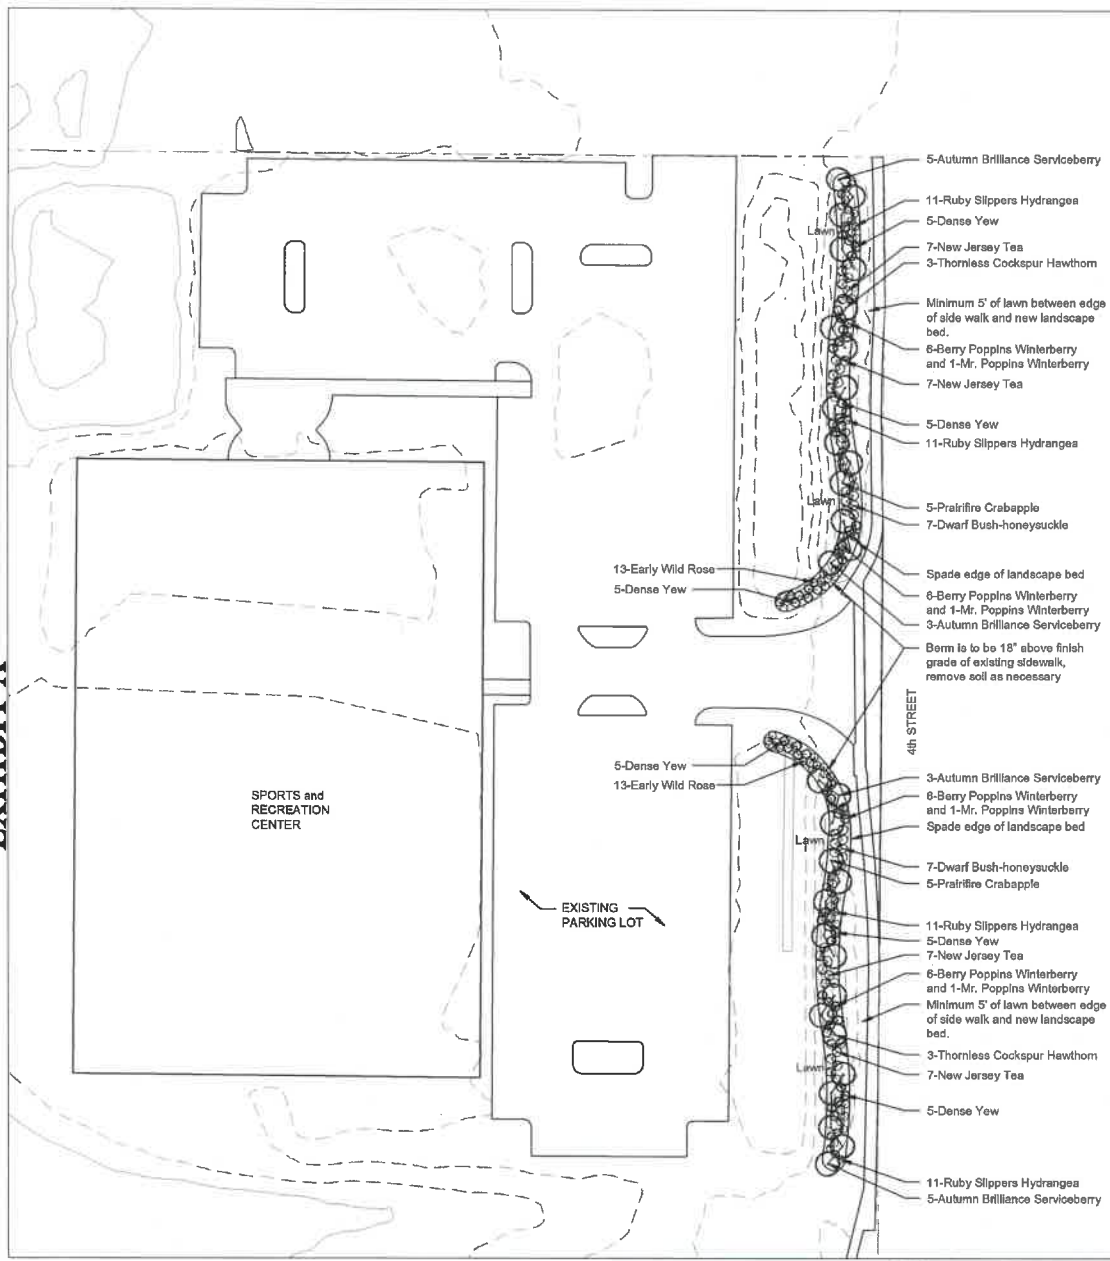 5-Autumn Brilliance Serviceberry
11-Ruby Slippers Hydrangea
Lawn
5-Dense Yew
7-New Jersey Tea
3-Thornless Cockspur Hawthorn
Minimum 5' of lawn between edge
of side walk and new landscape
bed.
6-Berry Poppins Winterberry
and 1-Mr. Poppins Winterberry
7-New Jersey Tea
5-Dense Yew
11-Ruby Slippers Hydrangea
Lawn
5-Prairifire Crabapple
7-Dwarf Bush-honeysuckle
13-Early Wild Rose
Spade edge of landscape bed
5-Dense Yew
6-Berry Poppins Winterberry
and 1-Mr. Poppins Winterberry
3-Autumn Brilliance Serviceberry
Berm is to be 18" above finish
grade of existing sidewalk,
remove soil as necessary
4th STREET
5-Dense Yew
13-Early Wild Rose
3-Autumn Brilliance Serviceberry
6-Berry Poppins Winterberry
and 1-Mr. Poppins Winterberry
Spade edge of landscape bed
SPORTS and
RECREATION
CENTER
Lawn
7-Dwarf Bush-honeysuckle
5-Prairifire Crabapple
EXISTING
PARKING LOT
11-Ruby Slippers Hydrangea
5-Dense Yew
7-New Jersey Tea
6-Berry Poppins Winterberry
and 1-Mr. Poppins Winterberry
Minimum 5' of lawn between edge
of side walk and new landscape
bed.
3-Thornless Cockspur Hawthorn
Lawn
7-New Jersey Tea
5-Dense Yew
11-Ruby Slippers Hydrangea
5-Autumn Brilliance Serviceberry